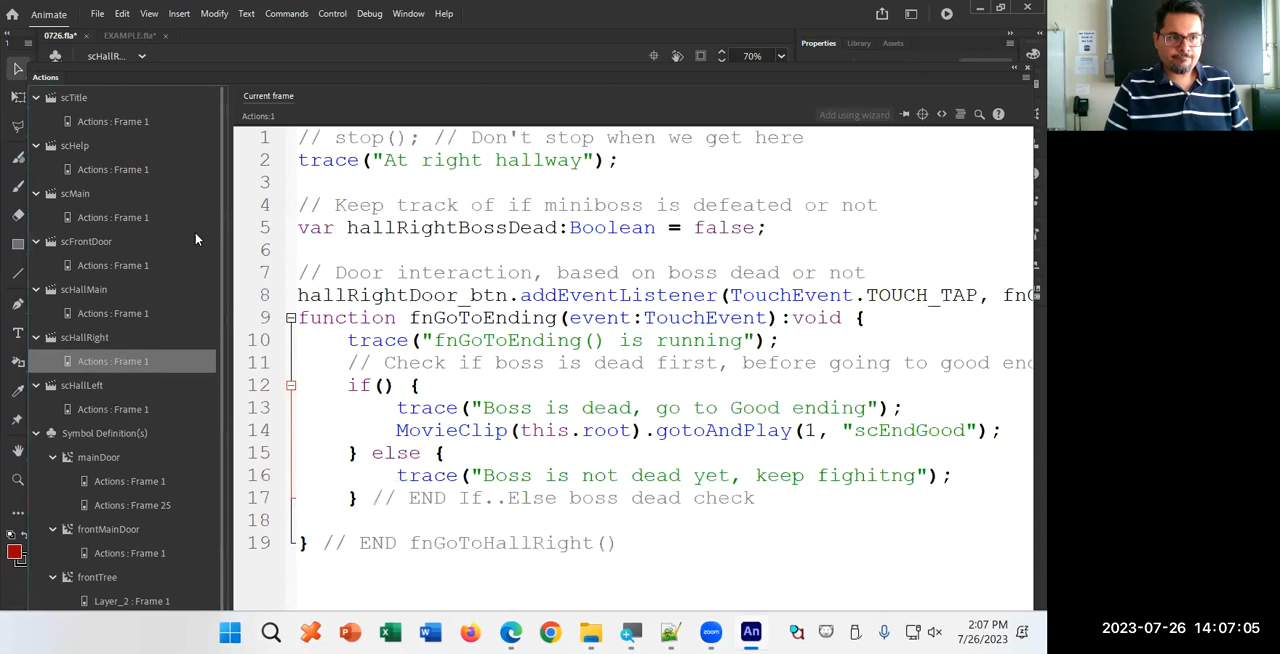 Animate File Edit View Insert Modify Text Commands Control Debug Window Help
0726.fla* × EXAMPLE.fla* ×
scHallR... 70%
Properties Library Assets
Actions
scTitle
Actions : Frame 1
scHelp
Actions : Frame 1
scMain
Actions : Frame 1
scFrontDoor
Actions : Frame 1
scHallMain
Actions : Frame 1
scHallRight
Actions : Frame 1
scHallLeft
Actions : Frame 1
Symbol Definition(s)
mainDoor
Actions : Frame 1
Actions : Frame 25
frontMainDoor
Actions : Frame 1
frontTree
Layer_2 : Frame 1
Current frame
Actions:1
Add using wizard
1 // stop(); // Don't stop when we get here
2 trace("At right hallway");
3
4 // Keep track of if miniboss is defeated or not
5 var hallRightBossDead:Boolean = false;
6
7 // Door interaction, based on boss dead or not
8 hallRightDoor_btn.addEventListener(TouchEvent.TOUCH_TAP, fnG
9 function fnGoToEnding(event:TouchEvent):void {
10 trace("fnGoToEnding() is running");
11 // Check if boss is dead first, before going to good end
12 if() {
13 trace("Boss is dead, go to Good ending");
14 MovieClip(this.root).gotoAndPlay(1, "scEndGood");
15 } else {
16 trace("Boss is not dead yet, keep fighitng");
17 } // END If..Else boss dead check
18
19 } // END fnGoToHallRight()
2:07 PM
7/26/2023
2023-07-26 14:07:05